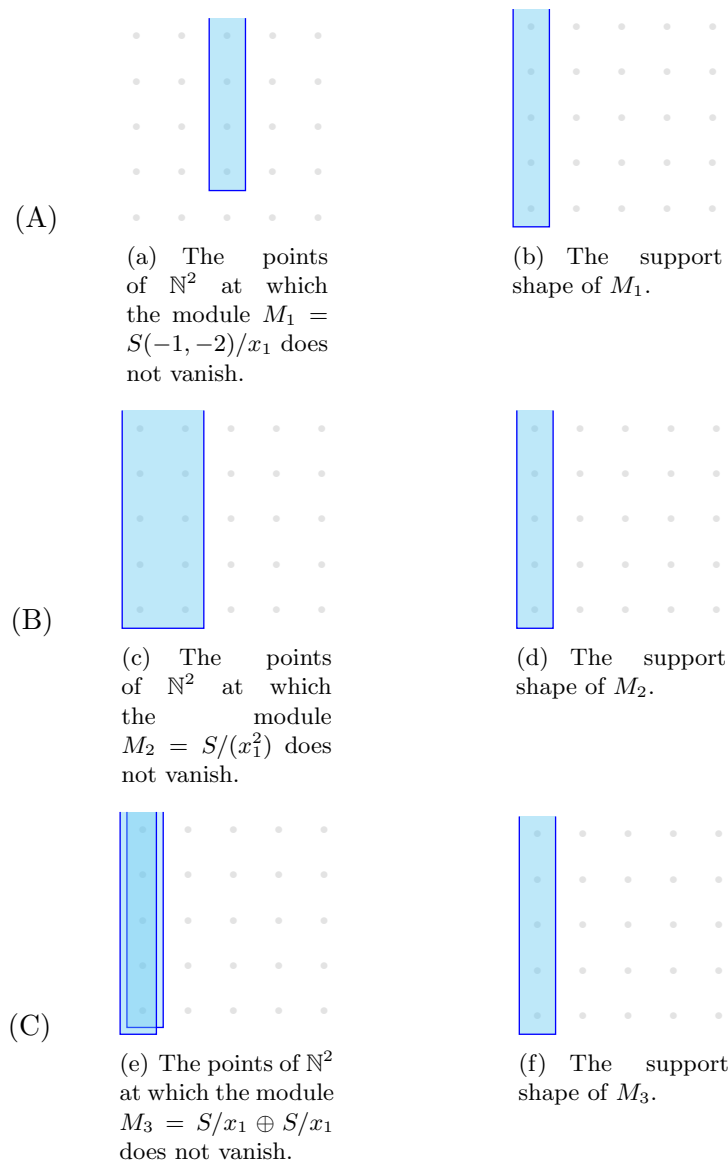 (A)
(a) The points
of ℕ² at which
the module M₁ =
S(−1, −2)/x₁ does
not vanish.
(b) The support
shape of M₁.
(B)
(c) The points
of ℕ² at which
the module
M₂ = S/(x₁²) does
not vanish.
(d) The support
shape of M₂.
(C)
(e) The points of ℕ²
at which the module
M₃ = S/x₁ ⊕ S/x₁
does not vanish.
(f) The support
shape of M₃.